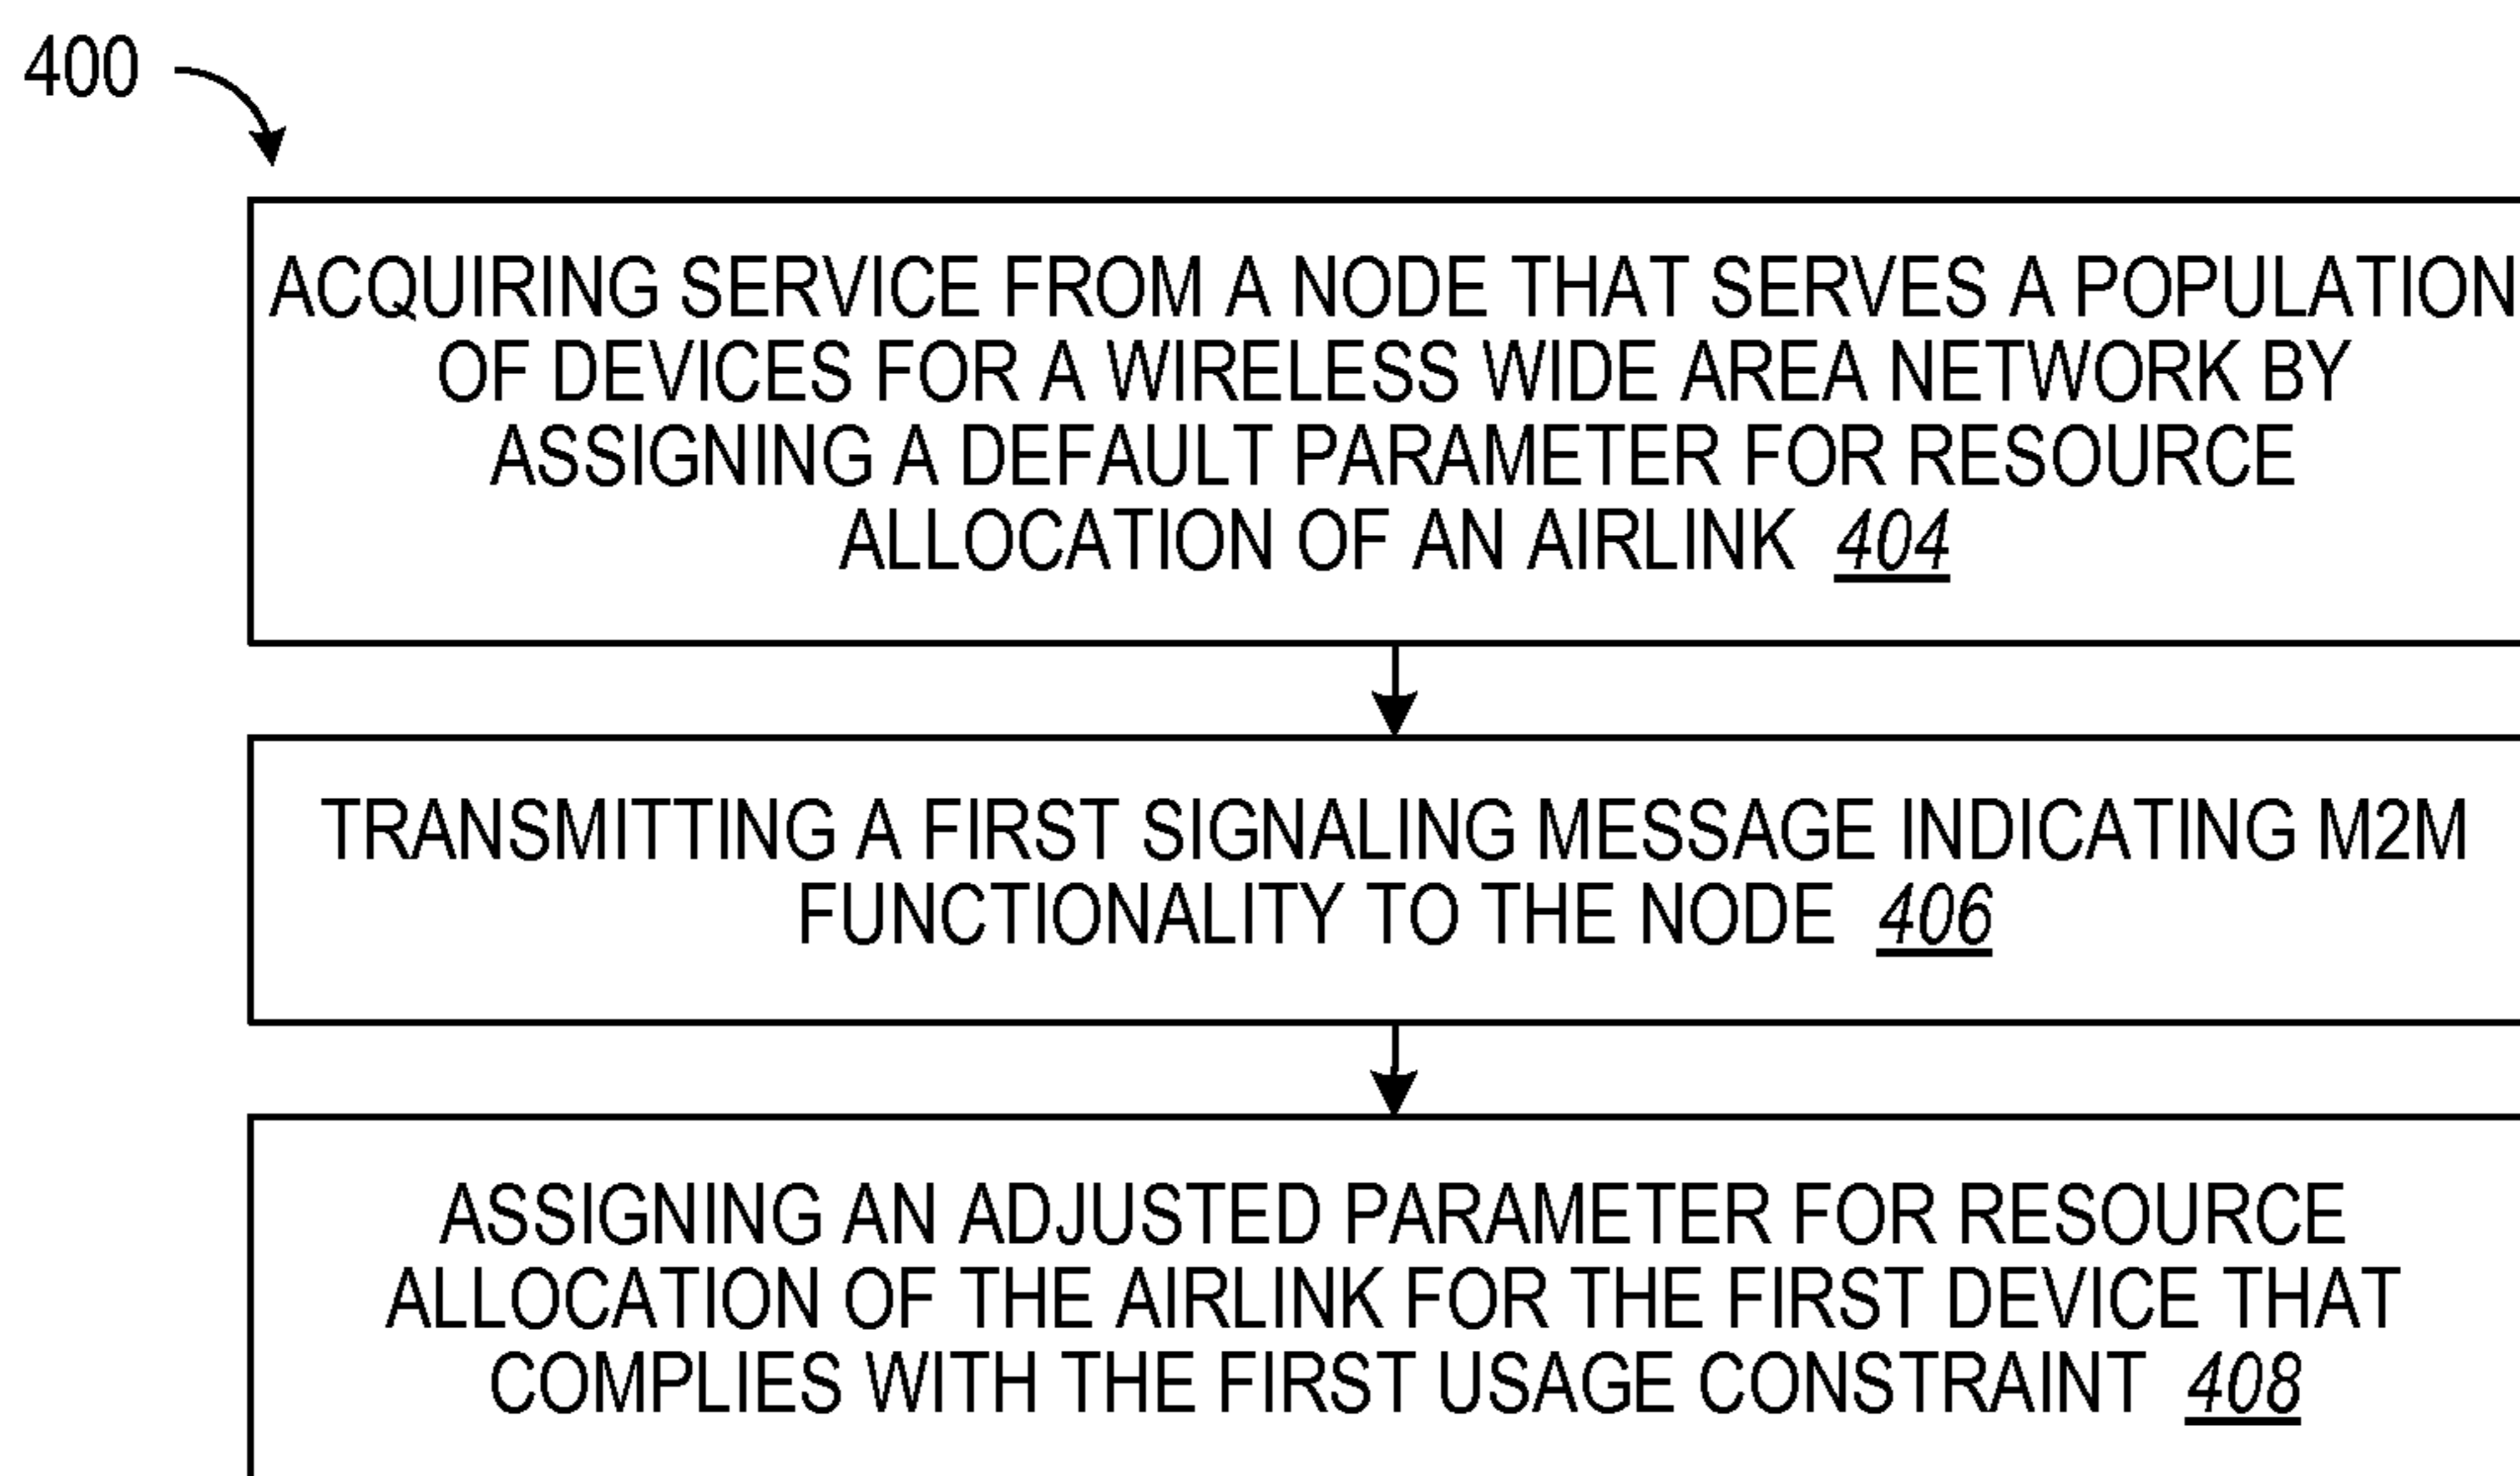 400
ACQUIRING SERVICE FROM A NODE THAT SERVES A POPULATION
OF DEVICES FOR A WIRELESS WIDE AREA NETWORK BY
ASSIGNING A DEFAULT PARAMETER FOR RESOURCE
ALLOCATION OF AN AIRLINK 404
TRANSMITTING A FIRST SIGNALING MESSAGE INDICATING M2M
FUNCTIONALITY TO THE NODE 406
ASSIGNING AN ADJUSTED PARAMETER FOR RESOURCE
ALLOCATION OF THE AIRLINK FOR THE FIRST DEVICE THAT
COMPLIES WITH THE FIRST USAGE CONSTRAINT 408